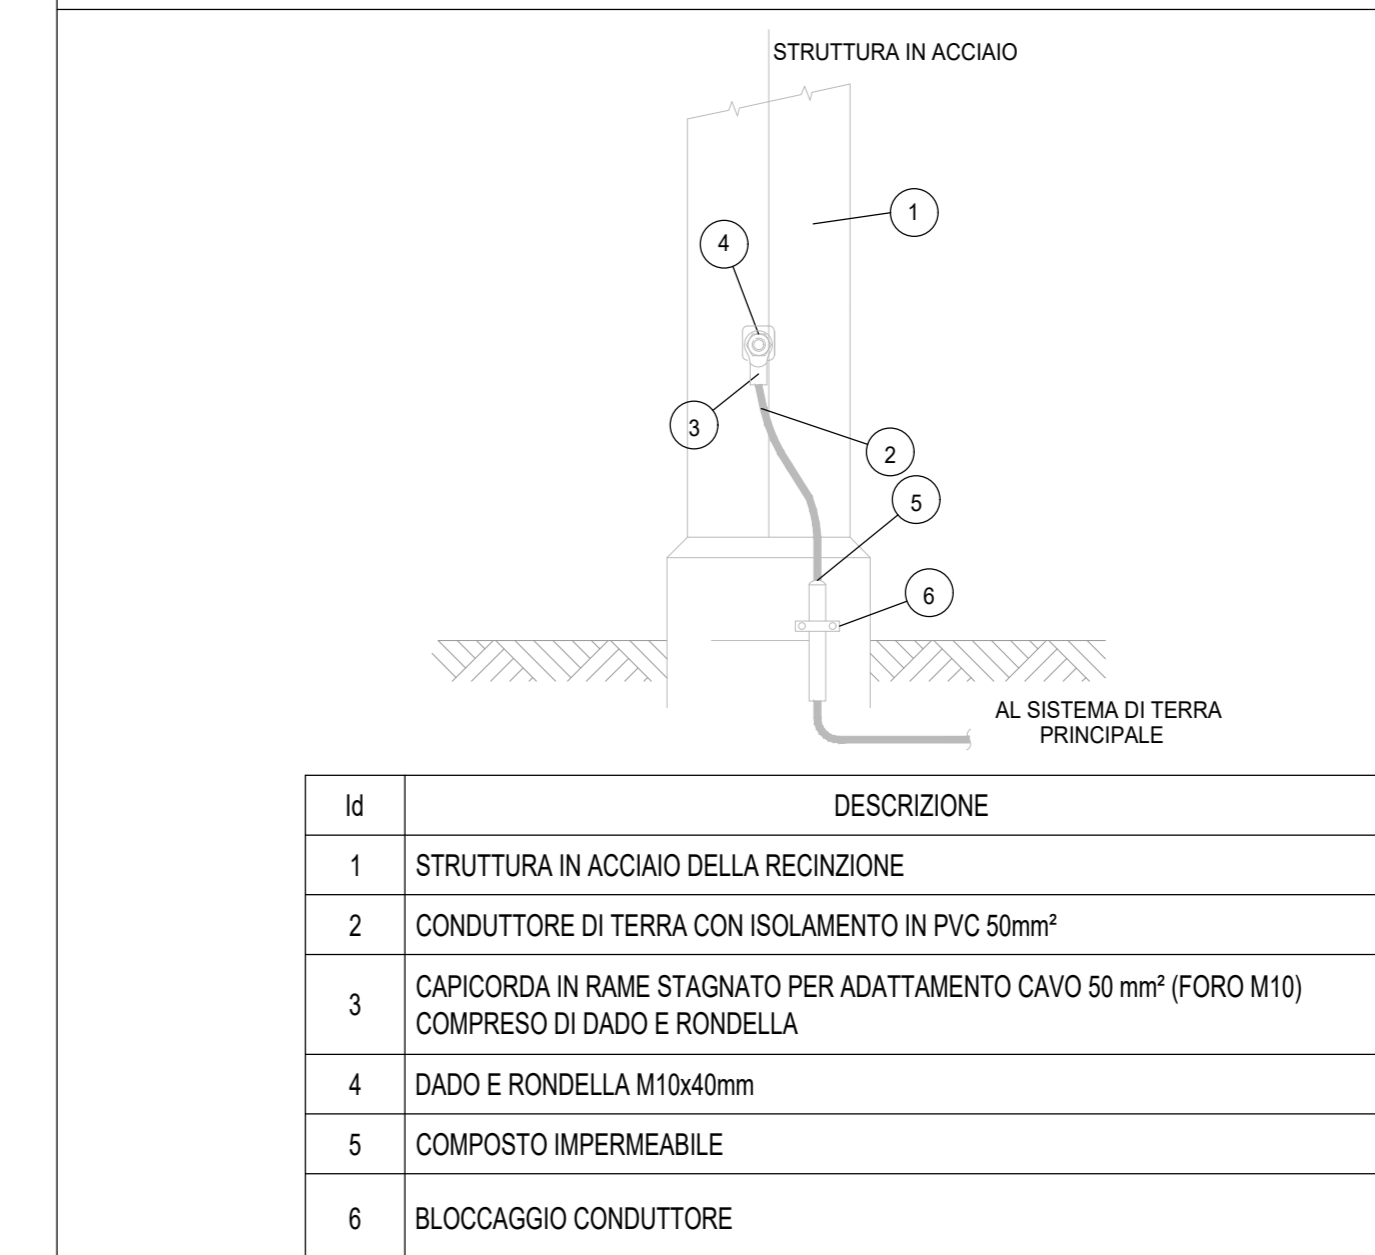 STRUTTURA IN ACCIAIO
1
4
3
2
5
6
AL SISTEMA DI TERRA
PRINCIPALE
Id DESCRIZIONE
1 STRUTTURA IN ACCIAIO DELLA RECINZIONE
2 CONDUTTORE DI TERRA CON ISOLAMENTO IN PVC 50mm²
3 CAPICORDA IN RAME STAGNATO PER ADATTAMENTO CAVO 50 mm² (FORO M10)
COMPRESO DI DADO E RONDELLA
4 DADO E RONDELLA M10x40mm
5 COMPOSTO IMPERMEABILE
6 BLOCCAGGIO CONDUTTORE